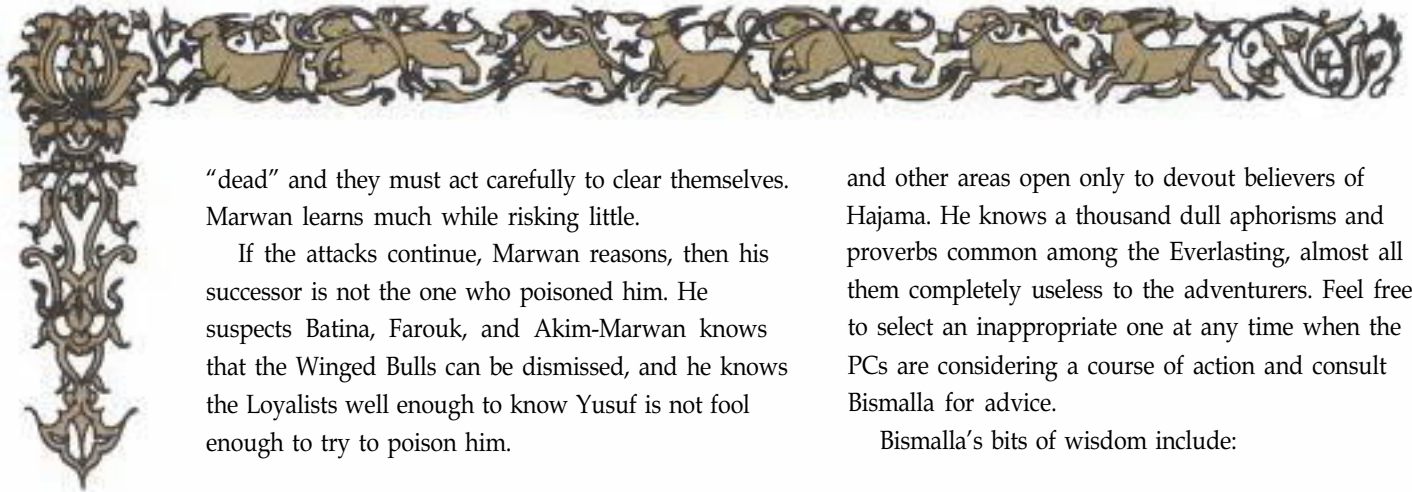 “dead” and they must act carefully to clear themselves.
Marwan learns much while risking little.
If the attacks continue, Marwan reasons, then his
successor is not the one who poisoned him. He
suspects Batina, Farouk, and Akim-Marwan knows
that the Winged Bulls can be dismissed, and he knows
the Loyalists well enough to know Yusuf is not fool
enough to try to poison him.
and other areas open only to devout believers of
Hajama. He knows a thousand dull aphorisms and
proverbs common among the Everlasting, almost all
them completely useless to the adventurers. Feel free
to select an inappropriate one at any time when the
PCs are considering a course of action and consult
Bismalla for advice.
Bismalla’s bits of wisdom include: